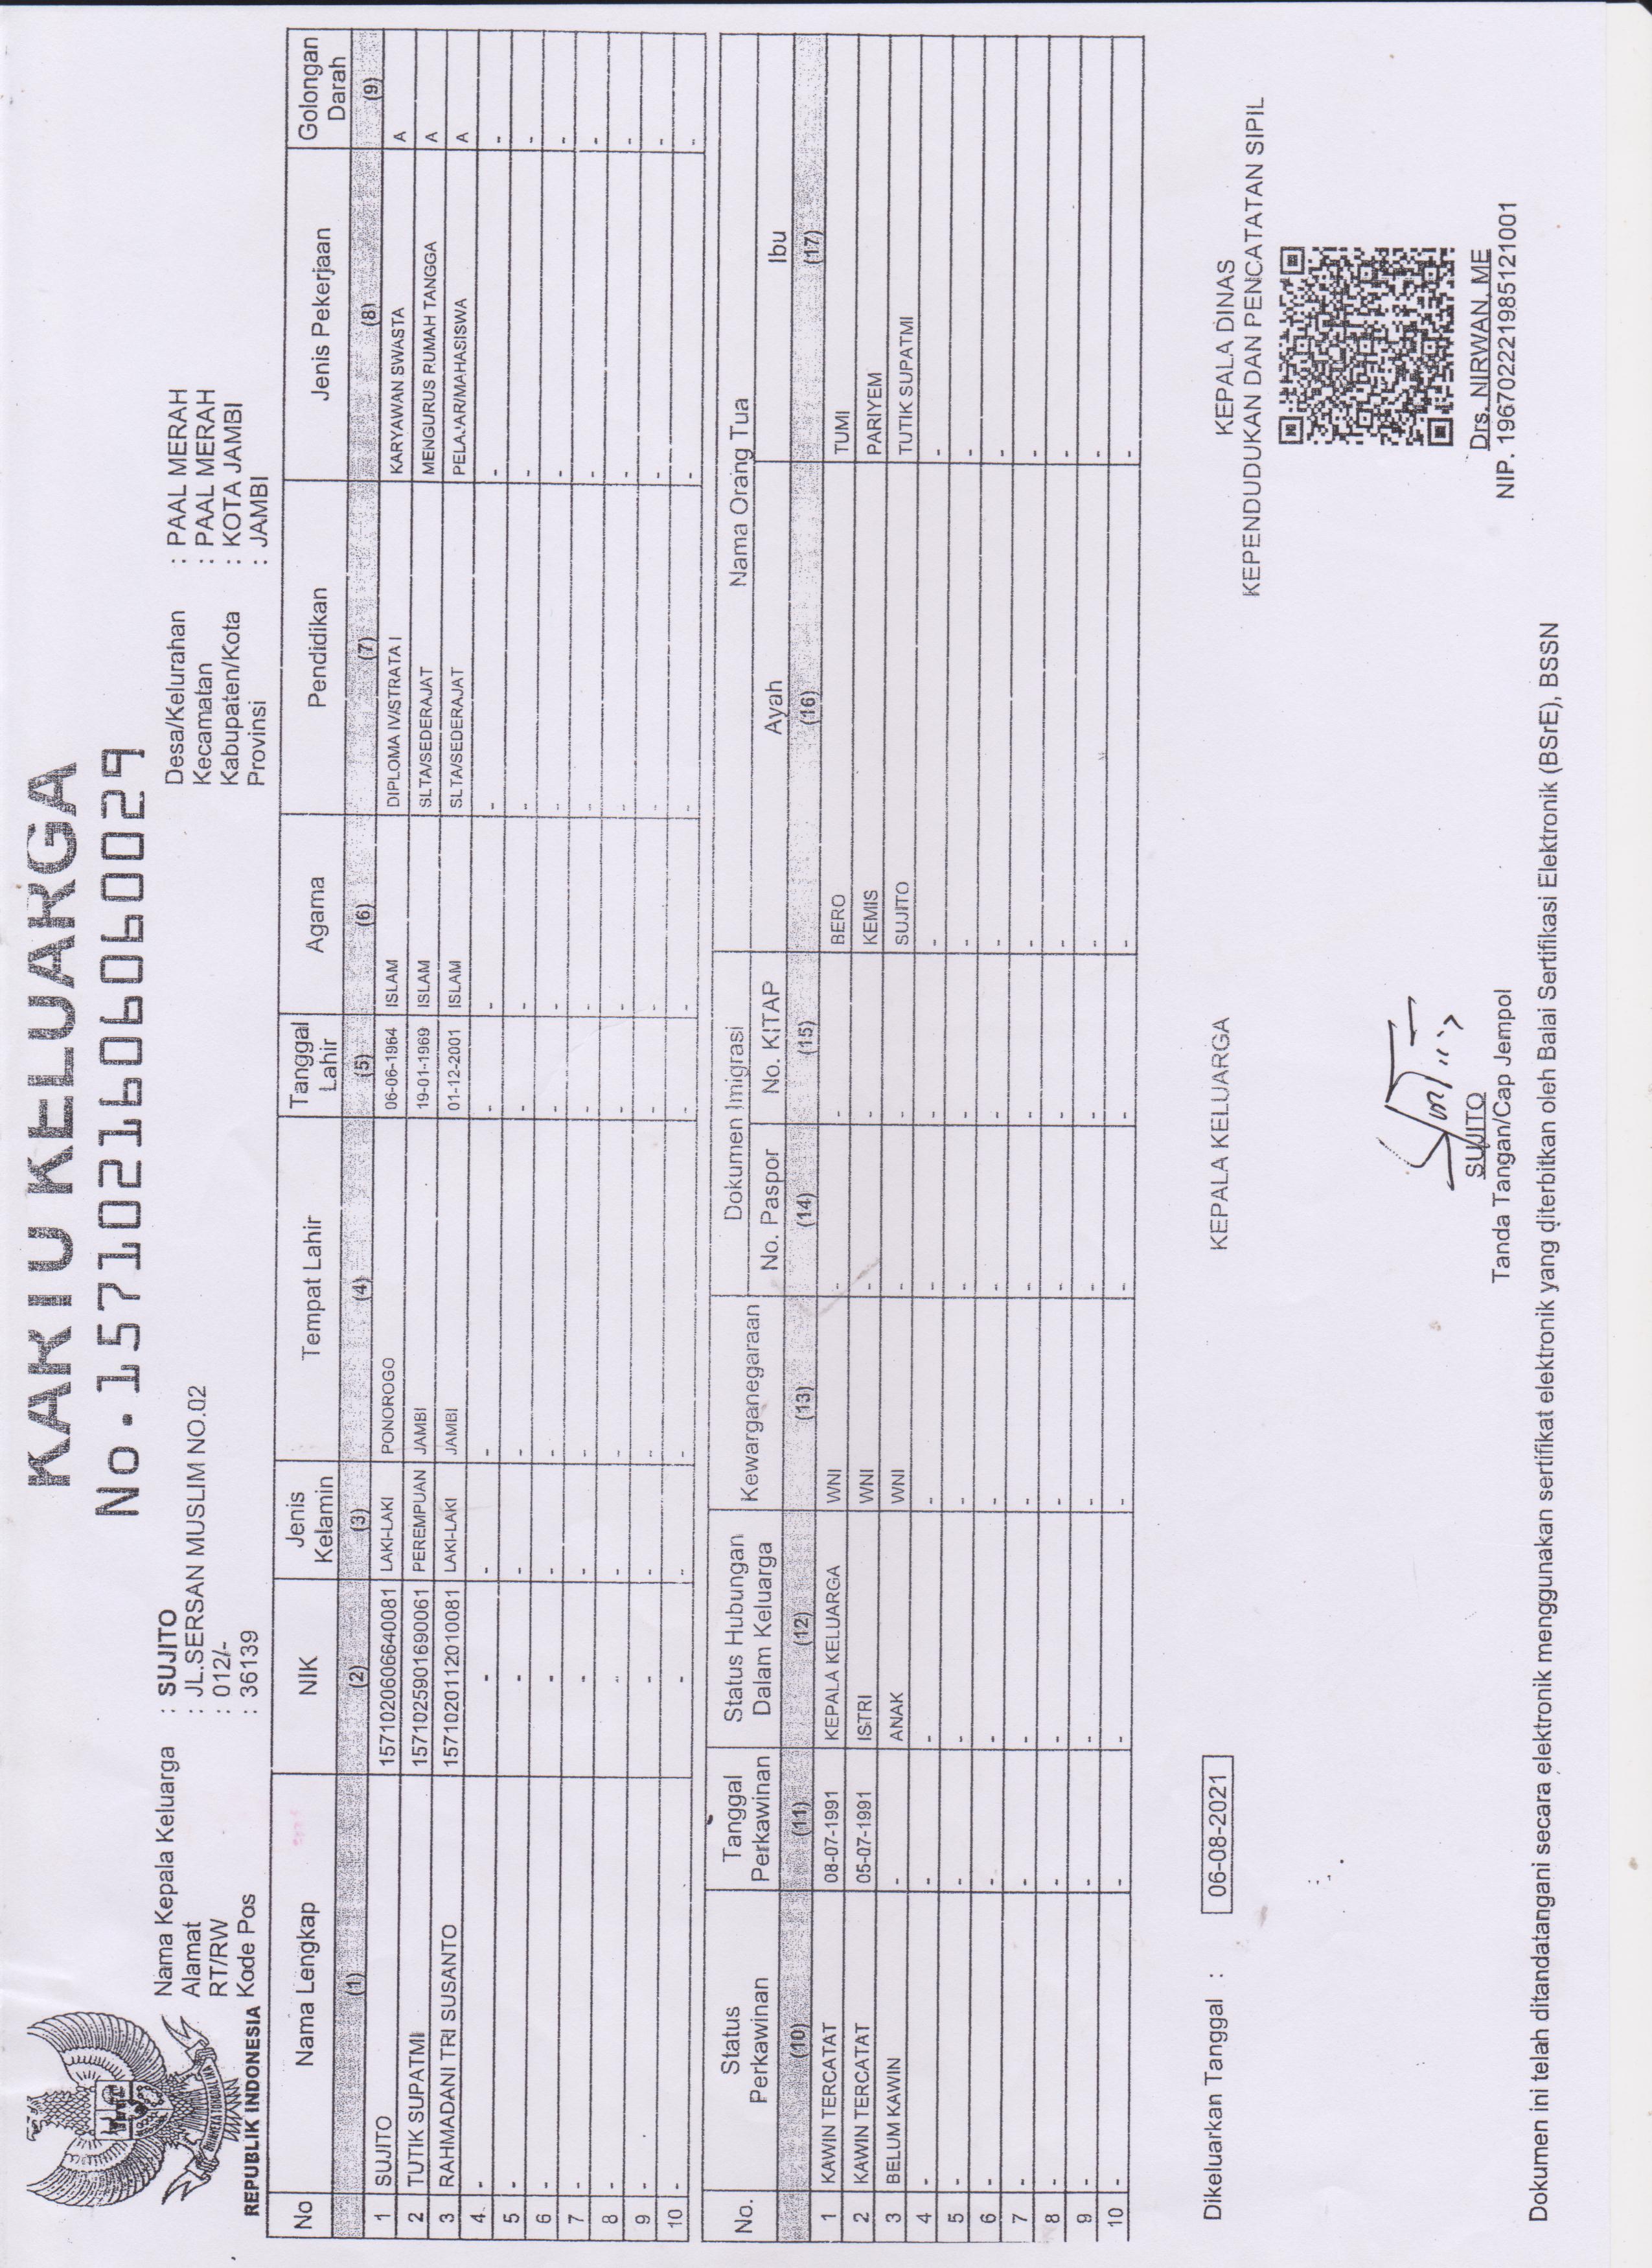 KARTU KELUARGA
No.1571021606060029
BHINNEKA TUNGGAL IKA
REPUBLIK INDONESIA
Nama Kepala Keluarga : SUJITO
Alamat : JL.SERSAN MUSLIM NO.02
RT/RW : 012/-
Kode Pos : 36139
Desa/Kelurahan : PAAL MERAH
Kecamatan : PAAL MERAH
Kabupaten/Kota : KOTA JAMBI
Provinsi : JAMBI
No Nama Lengkap NIK Jenis Kelamin Tempat Lahir Tanggal Lahir Agama Pendidikan Jenis Pekerjaan Golongan Darah
(1) (2) (3) (4) (5) (6) (7) (8) (9)
1 SUJITO 1571020606640081 LAKI-LAKI PONOROGO 06-06-1964 ISLAM DIPLOMA IV/STRATA I KARYAWAN SWASTA A
2 TUTIK SUPATMI 1571025901690061 PEREMPUAN JAMBI 19-01-1969 ISLAM SLTA/SEDERAJAT MENGURUS RUMAH TANGGA A
3 RAHMADANI TRI SUSANTO 1571020112010081 LAKI-LAKI JAMBI 01-12-2001 ISLAM SLTA/SEDERAJAT PELAJAR/MAHASISWA A
4 - - - - - - - - -
5 - - - - - - - - -
6 - - - - - - - - -
7 - - - - - - - - -
8 - - - - - - - - -
9 - - - - - - - - -
10 - - - - - - - - -
No. Status Perkawinan Tanggal Perkawinan Status Hubungan Dalam Keluarga Kewarganegaraan Dokumen Imigrasi Nama Orang Tua
No. Paspor No. KITAP Ayah Ibu
(10) (11) (12) (13) (14) (15) (16) (17)
1 KAWIN TERCATAT 08-07-1991 KEPALA KELUARGA WNI - - BERO TUMI
2 KAWIN TERCATAT 05-07-1991 ISTRI WNI - - KEMIS PARIYEM
3 BELUM KAWIN - ANAK WNI - - SUJITO TUTIK SUPATMI
4 - - - - - - - -
5 - - - - - - - -
6 - - - - - - - -
7 - - - - - - - -
8 - - - - - - - -
9 - - - - - - - -
10 - - - - - - - -
Dikeluarkan Tanggal : 06-08-2021
KEPALA KELUARGA
SUJITO
Tanda Tangan/Cap Jempol
KEPALA DINAS
KEPENDUDUKAN DAN PENCATATAN SIPIL
Drs. NIRWAN, ME
NIP. 196702221985121001
Dokumen ini telah ditandatangani secara elektronik menggunakan sertifikat elektronik yang diterbitkan oleh Balai Sertifikasi Elektronik (BSrE), BSSN